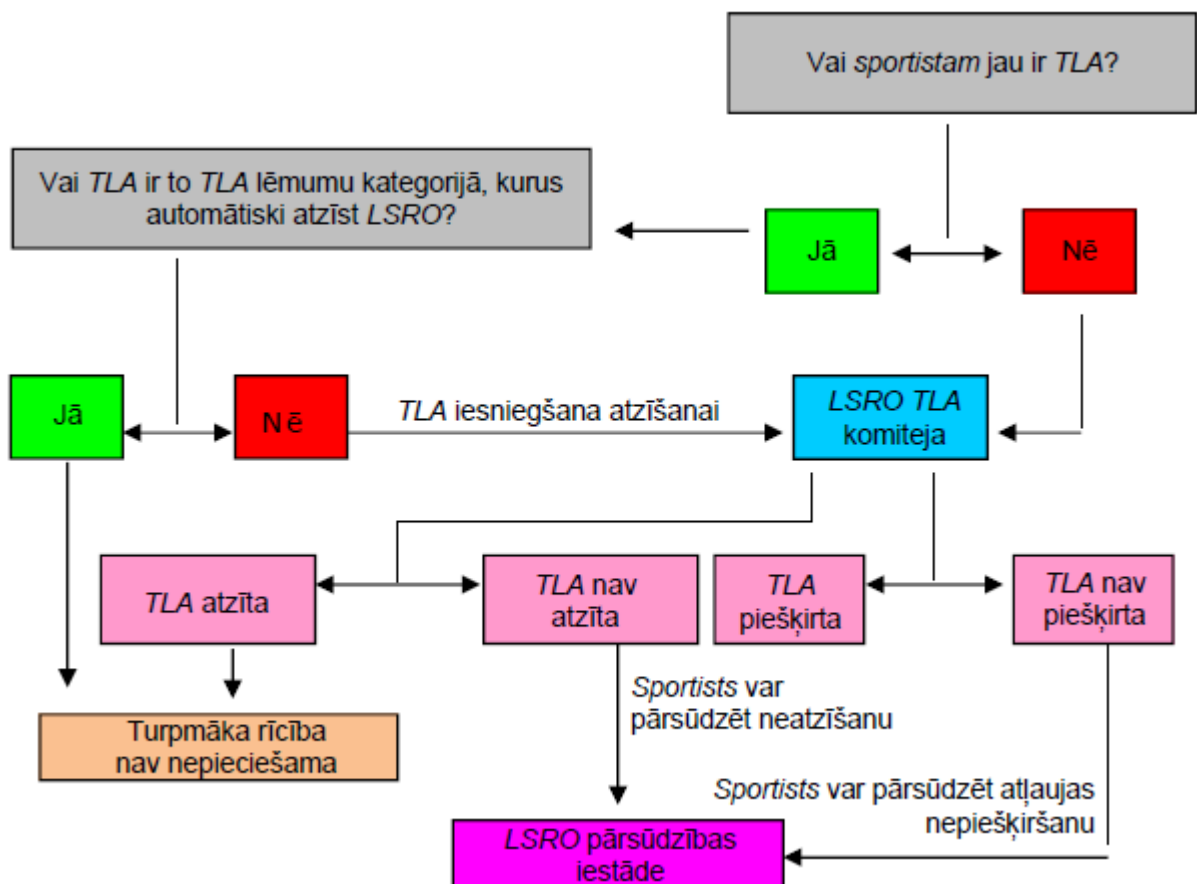 Vai sportistam jau ir TLA?
Vai TLA ir to TLA lēmumu kategorijā, kurus
automātiski atzīst LSRO?
Jā
Nē
Jā
N ē
TLA iesniegšana atzīšanai
LSRO TLA
komiteja
TLA atzīta
TLA nav
atzīta
TLA
piešķirta
TLA nav
piešķirta
Sportists var
pārsūdzēt neatzīšanu
Turpmāka rīcība
nav nepieciešama
Sportists var pārsūdzēt atļaujas
nepiešķiršanu
LSRO pārsūdzības
iestāde